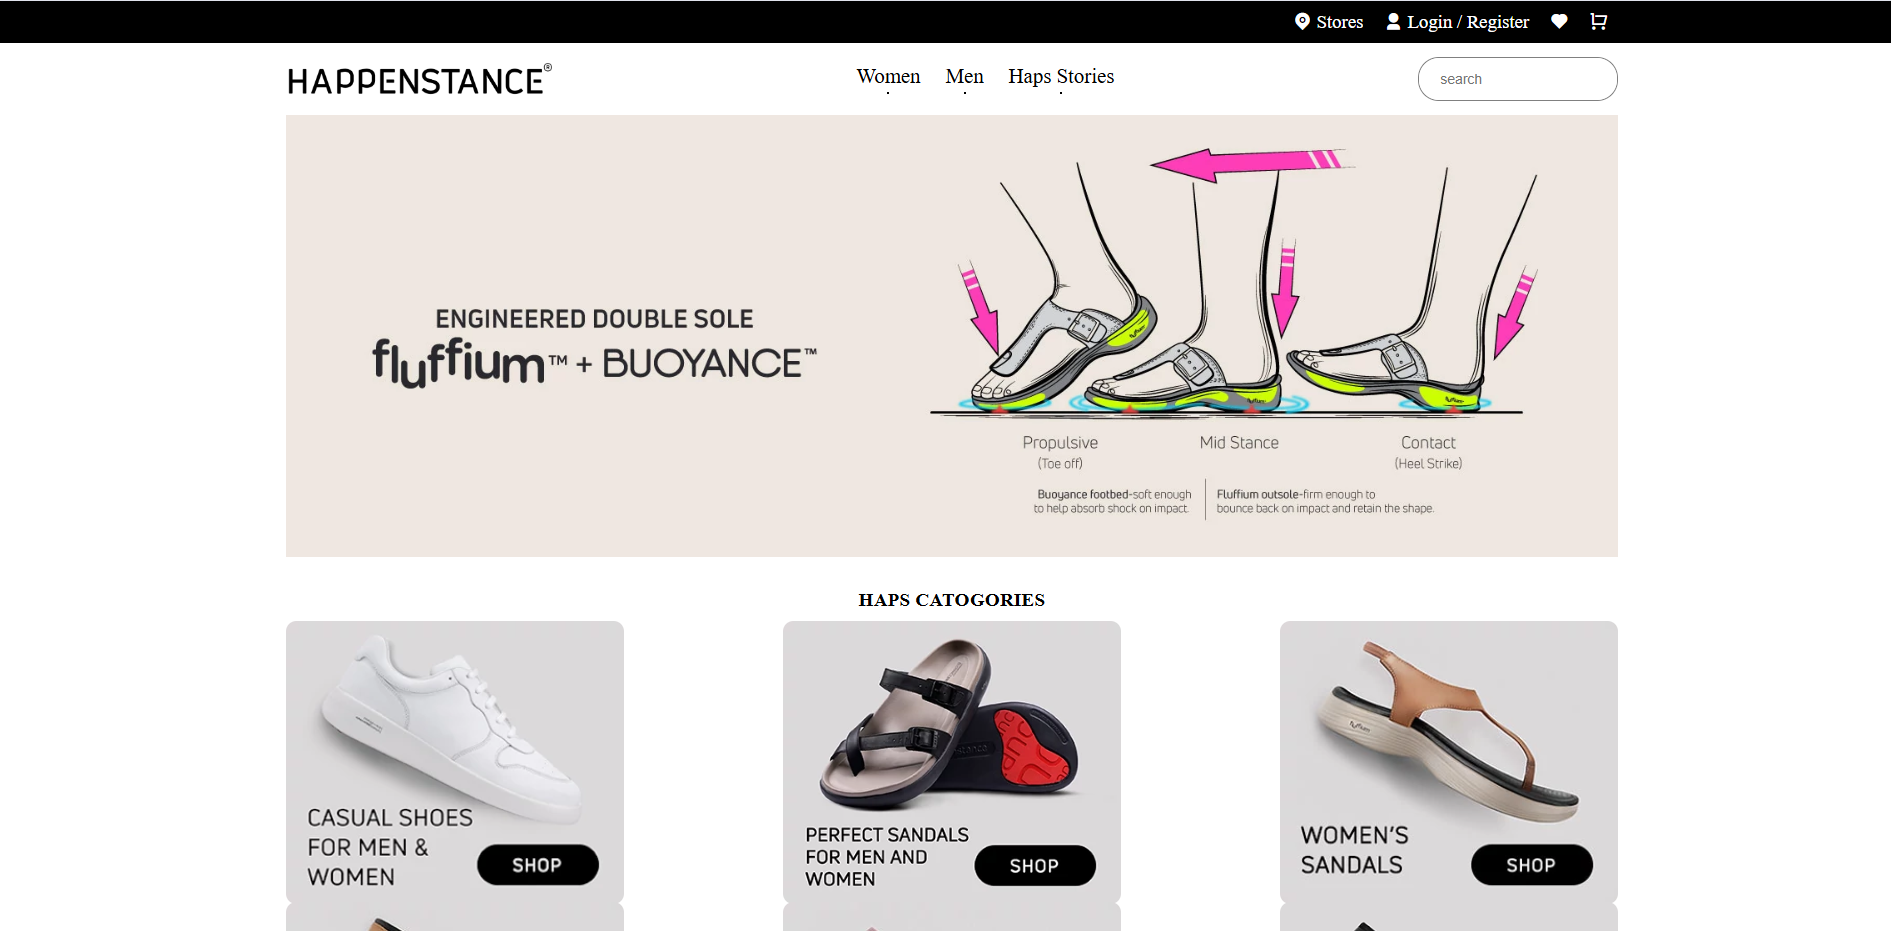 Stores Login / Register
HAPPENSTANCE®
Women Men Haps Stories
search
ENGINEERED DOUBLE SOLE
fluffium™ + BUOYANCE™
Propulsive
(Toe off)
Mid Stance
Contact
(Heel Strike)
Buoyance footbed-soft enough
to help absorb shock on impact.
Fluffium outsole-firm enough to
bounce back on impact and retain the shape.
HAPS CATOGORIES
CASUAL SHOES
FOR MEN &
WOMEN
SHOP
PERFECT SANDALS
FOR MEN AND
WOMEN
SHOP
fluffium
WOMEN'S
SANDALS
SHOP